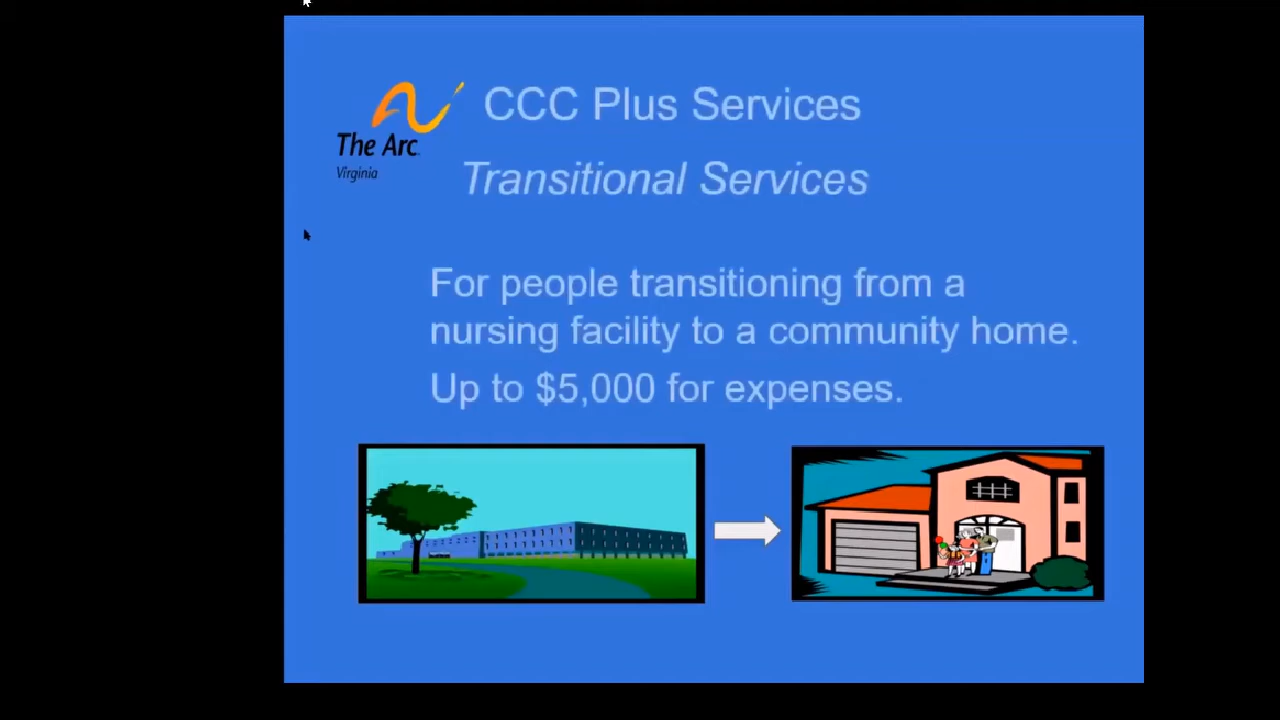 CCC Plus Services
The Arc
Virginia
Transitional Services
For people transitioning from a
nursing facility to a community home.
Up to $5,000 for expenses.